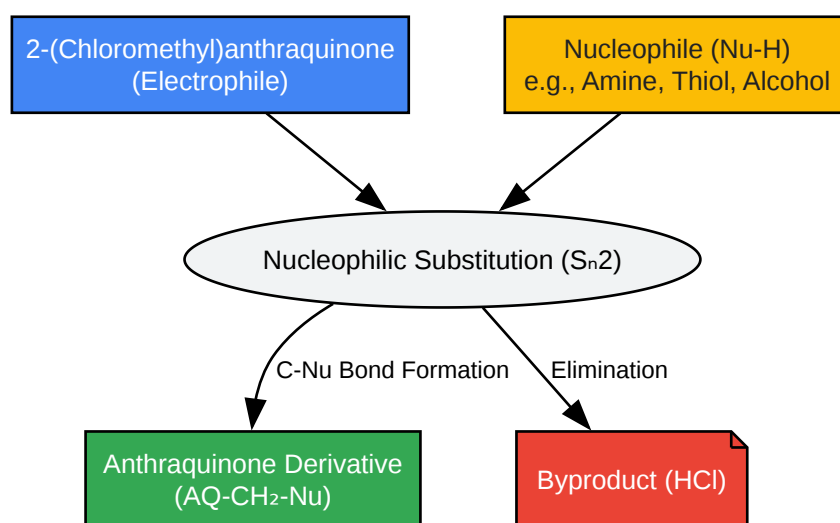 2-(Chloromethyl)anthraquinone
(Electrophile)
Nucleophile (Nu-H)
e.g., Amine, Thiol, Alcohol
Nucleophilic Substitution (Sₙ2)
C-Nu Bond Formation
Elimination
Anthraquinone Derivative
(AQ-CH₂-Nu)
Byproduct (HCl)